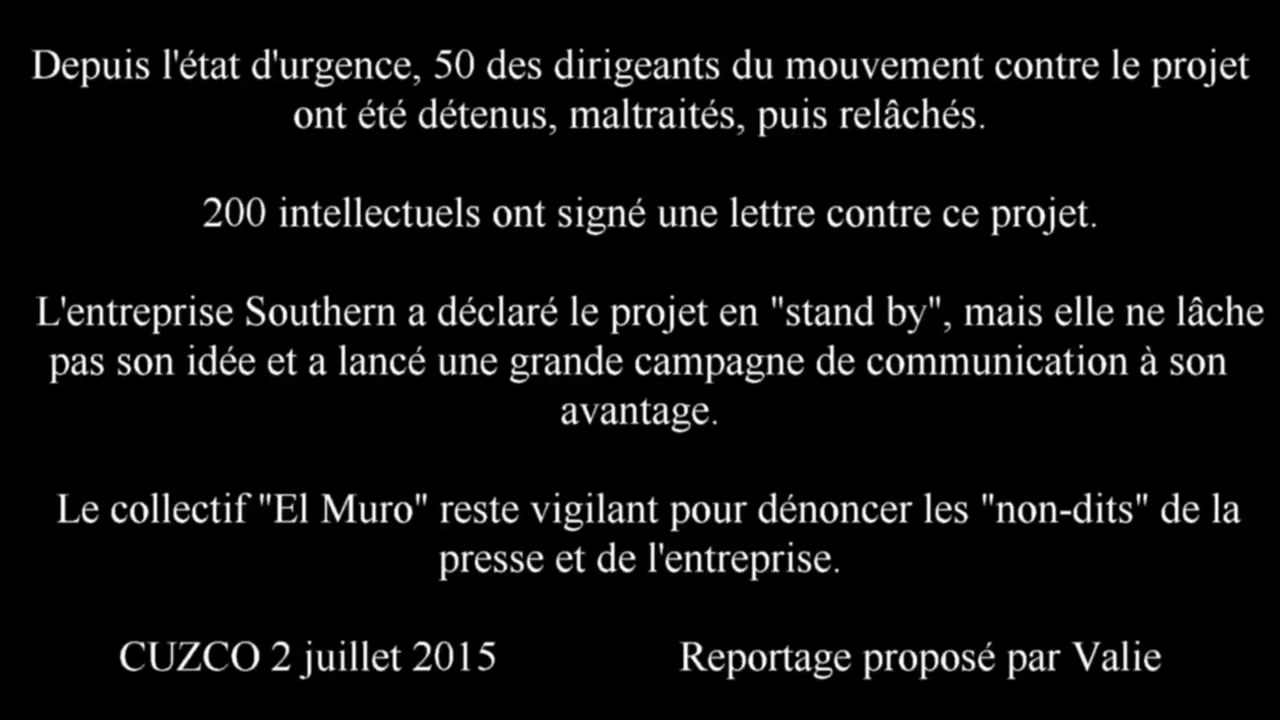 Depuis l'état d'urgence, 50 des dirigeants du mouvement contre le projet
ont été détenus, maltraités, puis relâchés.
200 intellectuels ont signé une lettre contre ce projet.
L'entreprise Southern a déclaré le projet en "stand by", mais elle ne lâche
pas son idée et a lancé une grande campagne de communication à son
avantage.
Le collectif "El Muro" reste vigilant pour dénoncer les "non-dits" de la
presse et de l'entreprise.
CUZCO 2 juillet 2015 Reportage proposé par Valie